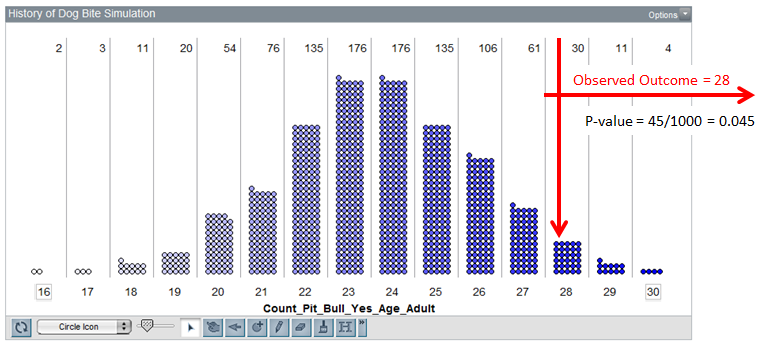 History of Dog Bite Simulation
Options
2 3 11 20 54 76 135 176 176 135 106 61 30 11 4
Observed Outcome = 28
P-value = 45/1000 = 0.045
16 17 18 19 20 21 22 23 24 25 26 27 28 29 30
Count_Pit_Bull_Yes_Age_Adult
Circle Icon